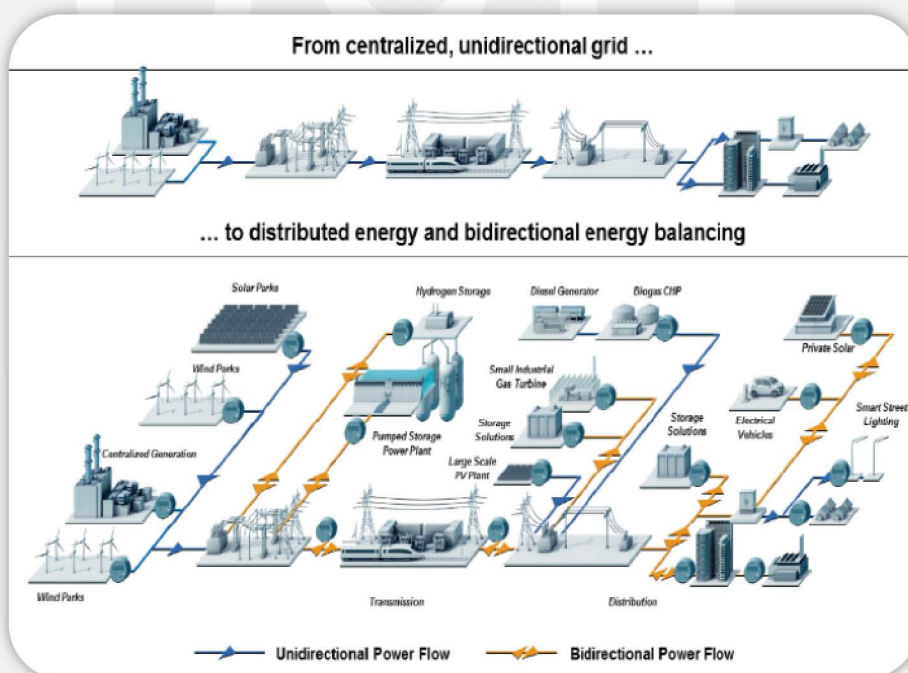 From centralized, unidirectional grid ...
... to distributed energy and bidirectional energy balancing
Solar Parks
Hydrogen Storage
Diesel Generator
Biogas CHP
Private Solar
Wind Parks
Small Industrial
Gas Turbine
Storage
Solutions
Pumped Storage
Power Plant
Large Scale
PV Plant
Storage
Solutions
Electrical
Vehicles
Smart Street
Lighting
Centralized Generation
Wind Parks
Transmission
Distribution
Unidirectional Power Flow
Bidirectional Power Flow